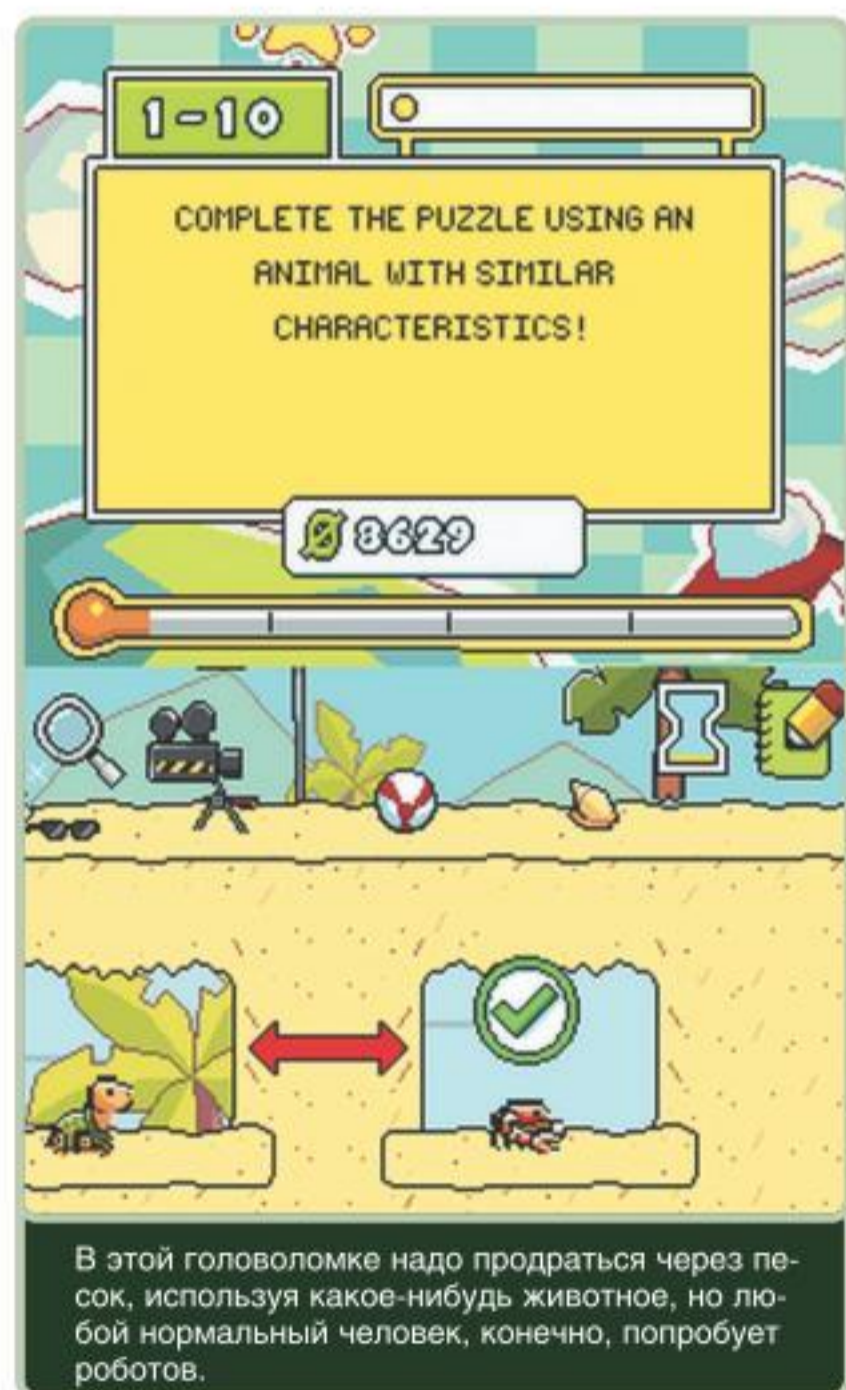 1-10
COMPLETE THE PUZZLE USING AN
ANIMAL WITH SIMILAR
CHARACTERISTICS!
8629
В этой головоломке надо продраться через пе-
сок, используя какое-нибудь животное, но лю-
бой нормальный человек, конечно, попробует
роботов.